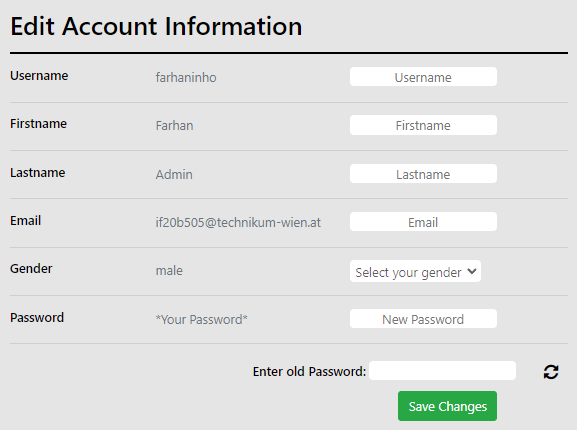 Edit Account Information
Username farhaninho Username
Firstname Farhan Firstname
Lastname Admin Lastname
Email if20b505@technikum-wien.at Email
Gender male Select your gender
Password *Your Password* New Password
Enter old Password:
Save Changes